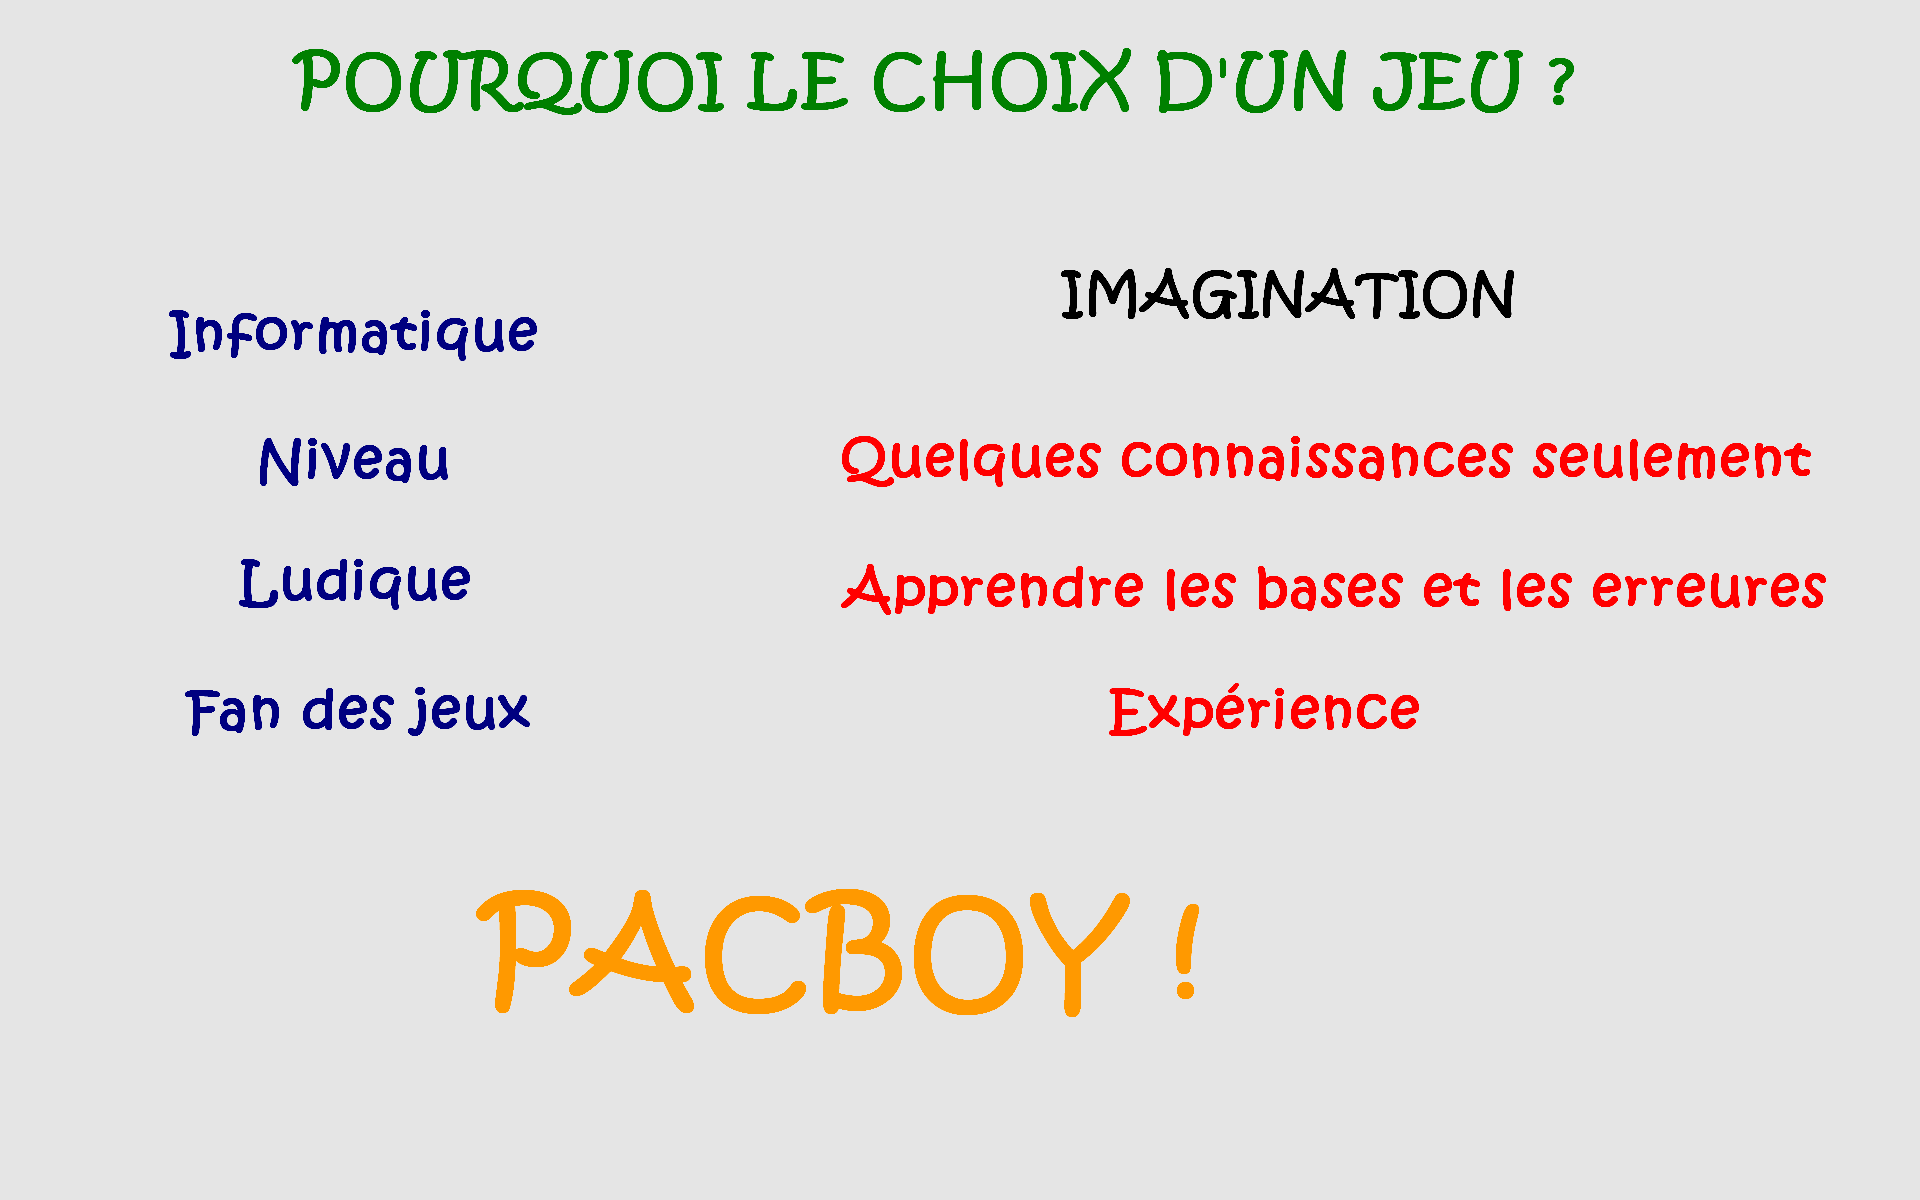 POURQUOI LE CHOIX D'UN JEU ?
IMAGINATION
Informatique
Niveau
Quelques connaissances seulement
Ludique
Apprendre les bases et les erreures
Fan des jeux
Expérience
PACBOY !